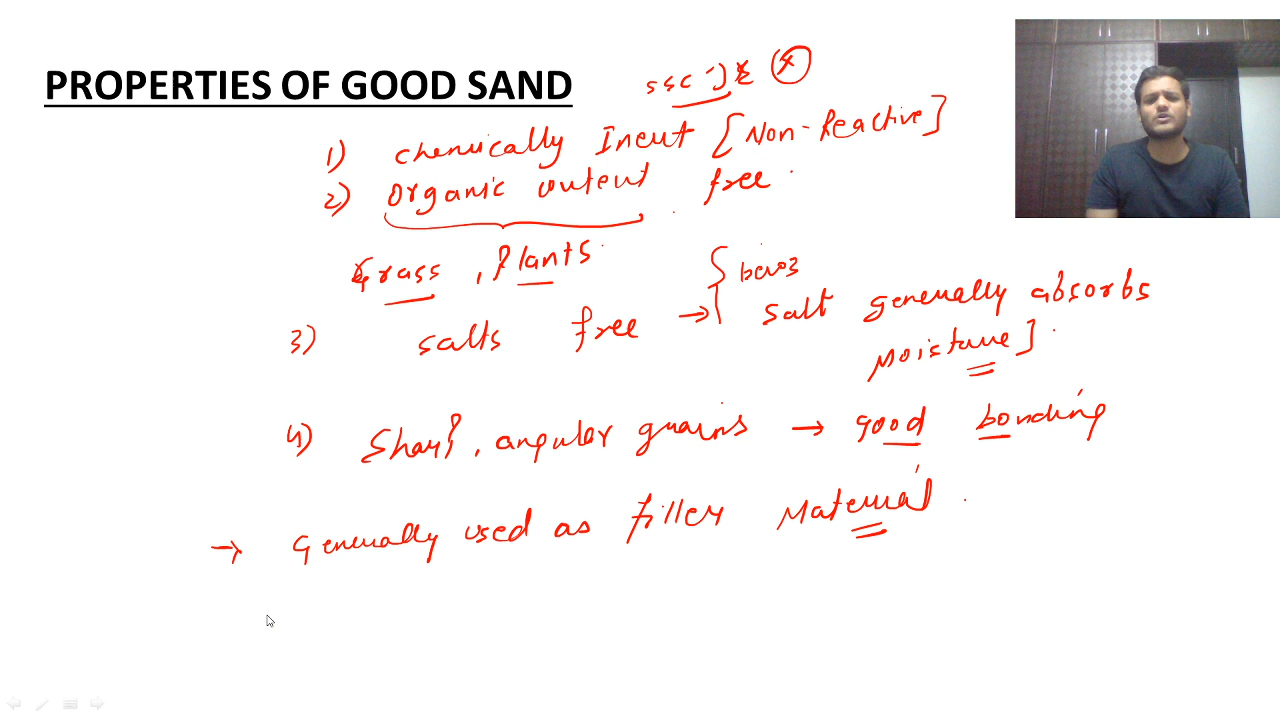 PROPERTIES OF GOOD SAND
SSC JE
1) chemically Inert [Non-Reactive]
2) organic content free
Grass, Plants
3) salts free → salt generally absorbs
Moisture]
4) Sharp, angular grains → good bonding
→ Generally used as filler Material